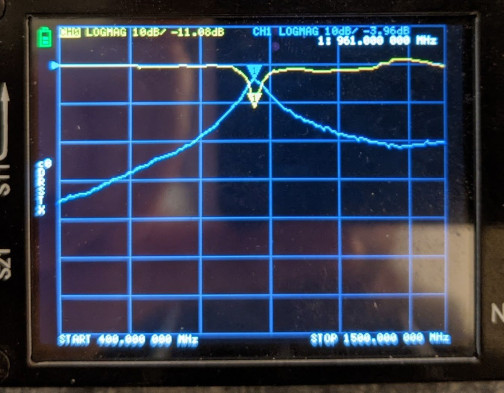 CH0 LOGMAG 10dB/ -11.08dB CH1 LOGMAG 10dB/ -3.96dB
1: 961.000 000 MHz
S11
S21
START 400.000 000 MHz STOP 1500.000 000 MHz
N